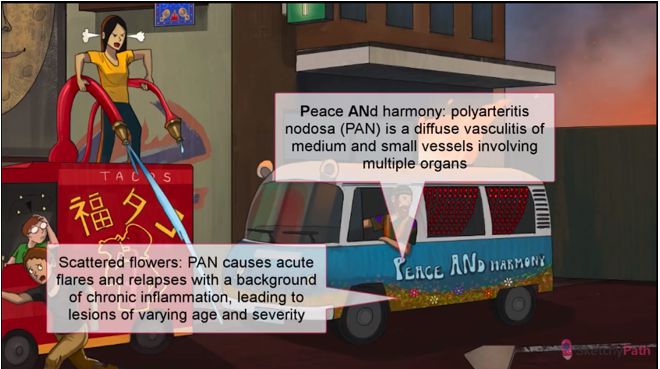 TACOS
福タレ
Peace ANd harmony: polyarteritis
nodosa (PAN) is a diffuse vasculitis of
medium and small vessels involving
multiple organs
PEACE AND HARMONY
Scattered flowers: PAN causes acute
flares and relapses with a background
of chronic inflammation, leading to
lesions of varying age and severity
SketchyPath